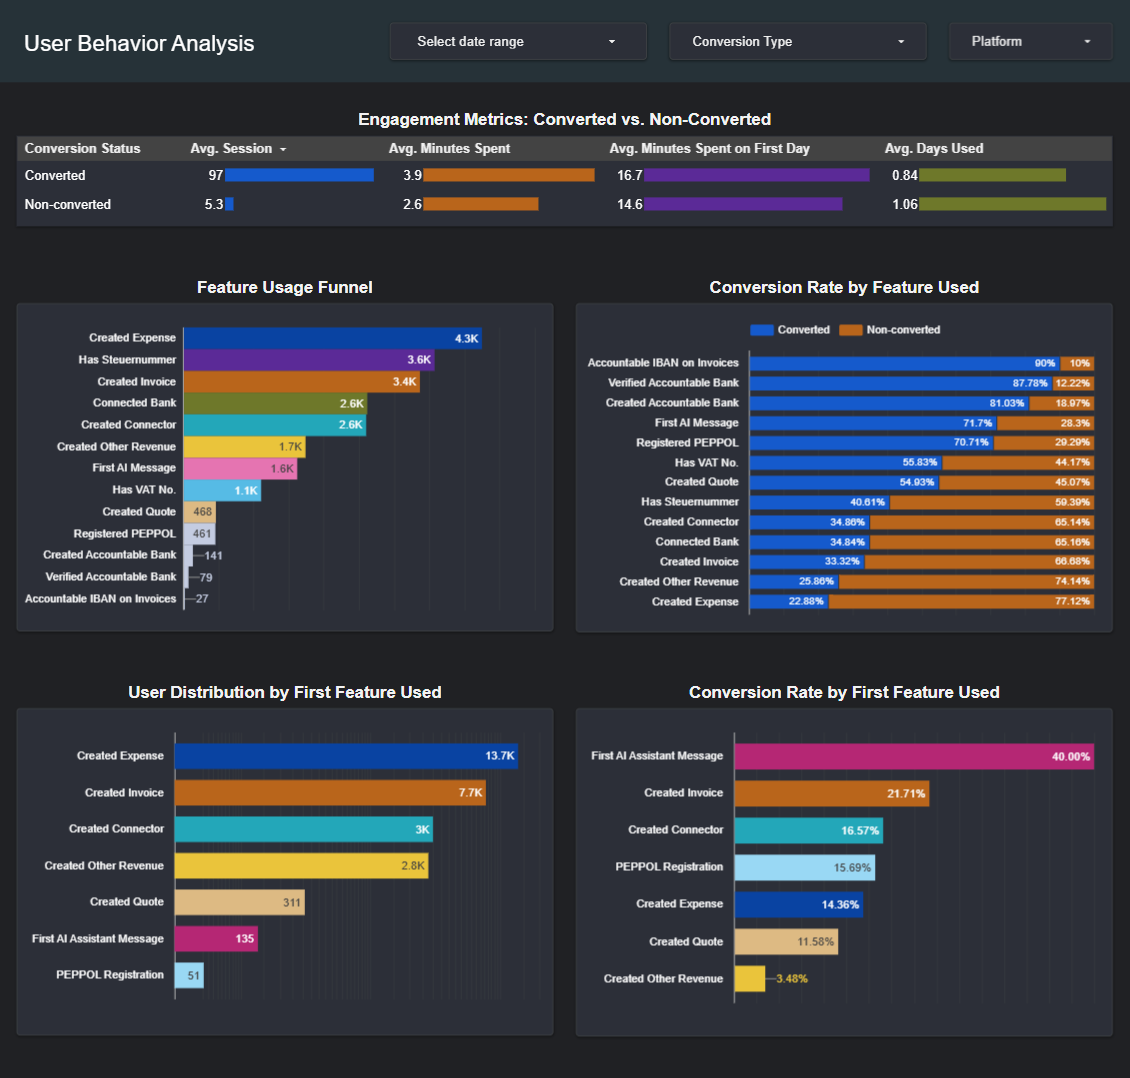 User Behavior Analysis
Select date range
Conversion Type
Platform
Engagement Metrics: Converted vs. Non-Converted
Conversion Status Avg. Session Avg. Minutes Spent Avg. Minutes Spent on First Day Avg. Days Used
Converted 97 3.9 16.7 0.84
Non-converted 5.3 2.6 14.6 1.06
Feature Usage Funnel
Created Expense 4.3K
Has Steuernummer 3.6K
Created Invoice 3.4K
Connected Bank 2.6K
Created Connector 2.6K
Created Other Revenue 1.7K
First AI Message 1.6K
Has VAT No. 1.1K
Created Quote 468
Registered PEPPOL 461
Created Accountable Bank 141
Verified Accountable Bank 79
Accountable IBAN on Invoices 27
Conversion Rate by Feature Used
Converted Non-converted
Accountable IBAN on Invoices 90% 10%
Verified Accountable Bank 87.78% 12.22%
Created Accountable Bank 81.03% 18.97%
First AI Message 71.7% 28.3%
Registered PEPPOL 70.71% 29.29%
Has VAT No. 55.83% 44.17%
Created Quote 54.93% 45.07%
Has Steuernummer 40.61% 59.39%
Created Connector 34.86% 65.14%
Connected Bank 34.84% 65.16%
Created Invoice 33.32% 66.68%
Created Other Revenue 25.86% 74.14%
Created Expense 22.88% 77.12%
User Distribution by First Feature Used
Created Expense 13.7K
Created Invoice 7.7K
Created Connector 3K
Created Other Revenue 2.8K
Created Quote 311
First AI Assistant Message 135
PEPPOL Registration 51
Conversion Rate by First Feature Used
First AI Assistant Message 40.00%
Created Invoice 21.71%
Created Connector 16.57%
PEPPOL Registration 15.69%
Created Expense 14.36%
Created Quote 11.58%
Created Other Revenue 3.48%